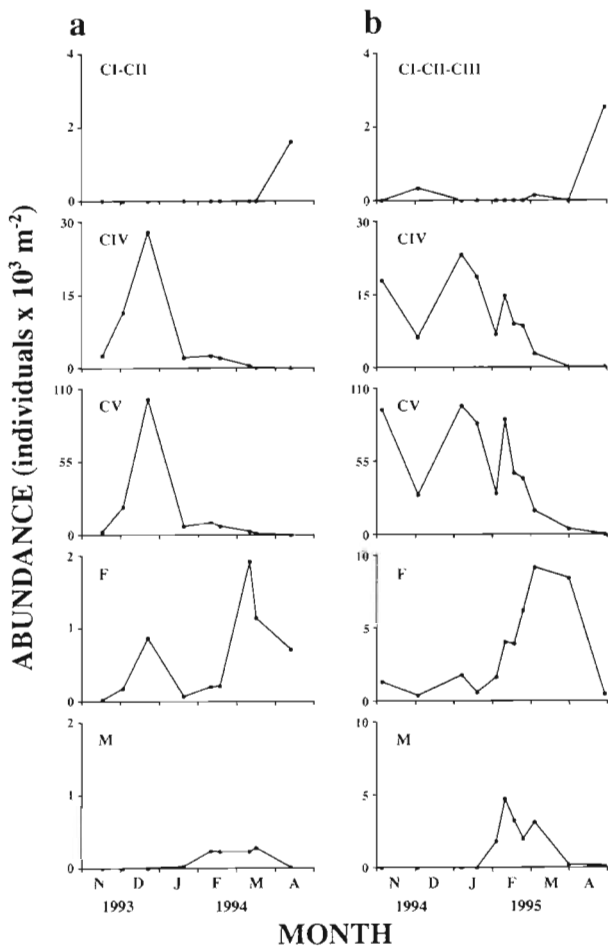 a
b
CI-CII
CI-CII-CIII
4
2
0
4
2
0
CIV
CIV
30
15
0
30
15
0
CV
CV
110
55
0
110
55
0
F
F
2
1
0
10
5
0
M
M
2
1
0
10
5
0
ABUNDANCE (individuals x 10³ m⁻²)
N D J F M A
N D J F M A
1993 1994
1994 1995
MONTH